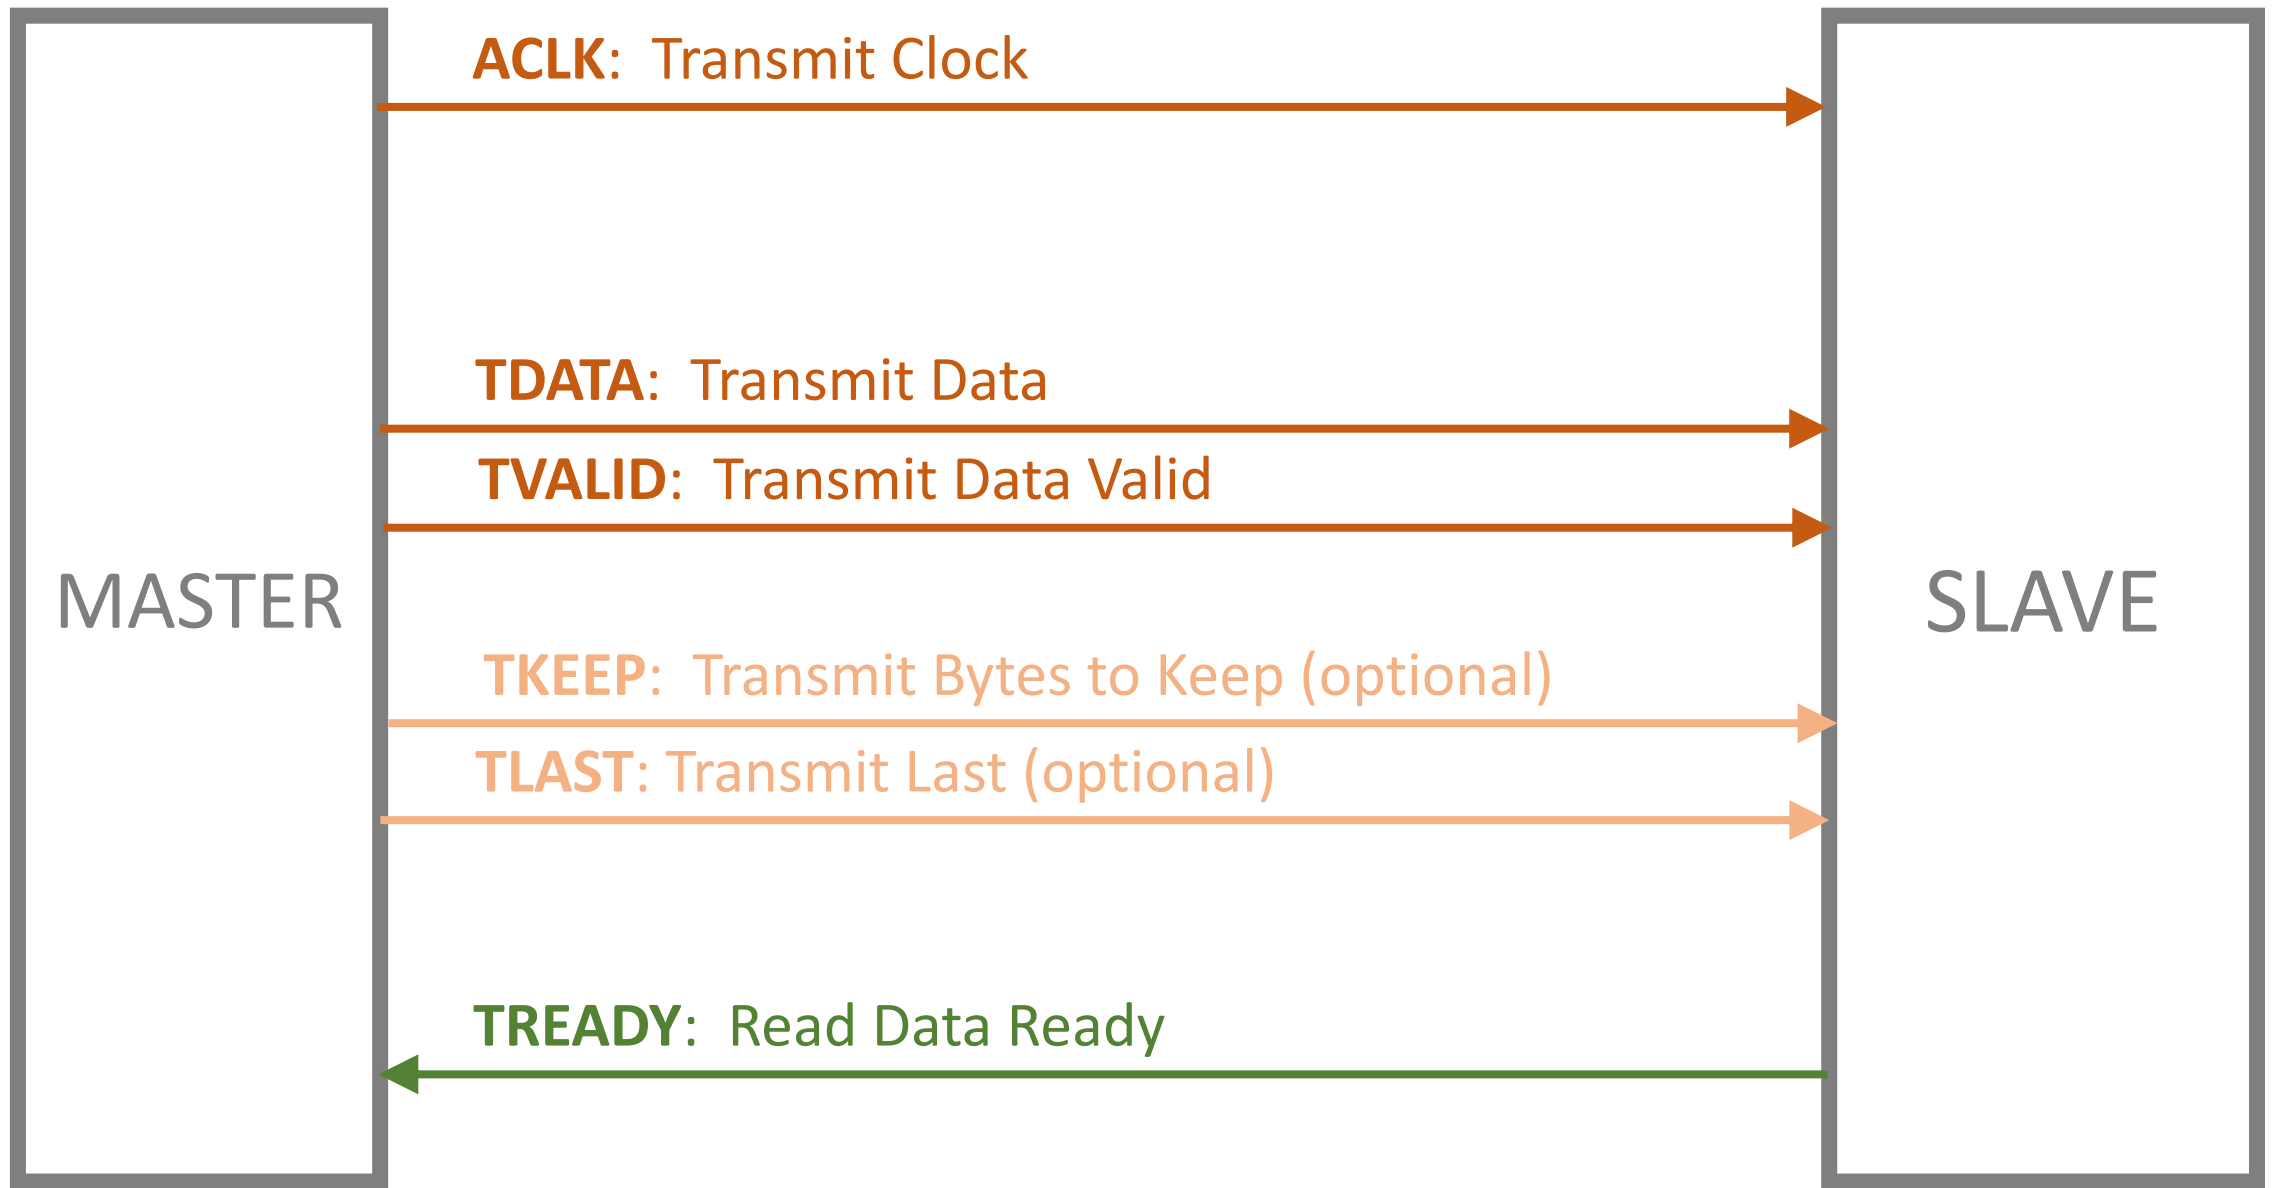 ACLK: Transmit Clock
TDATA: Transmit Data
TVALID: Transmit Data Valid
MASTER
SLAVE
TKEEP: Transmit Bytes to Keep (optional)
TLAST: Transmit Last (optional)
TREADY: Read Data Ready